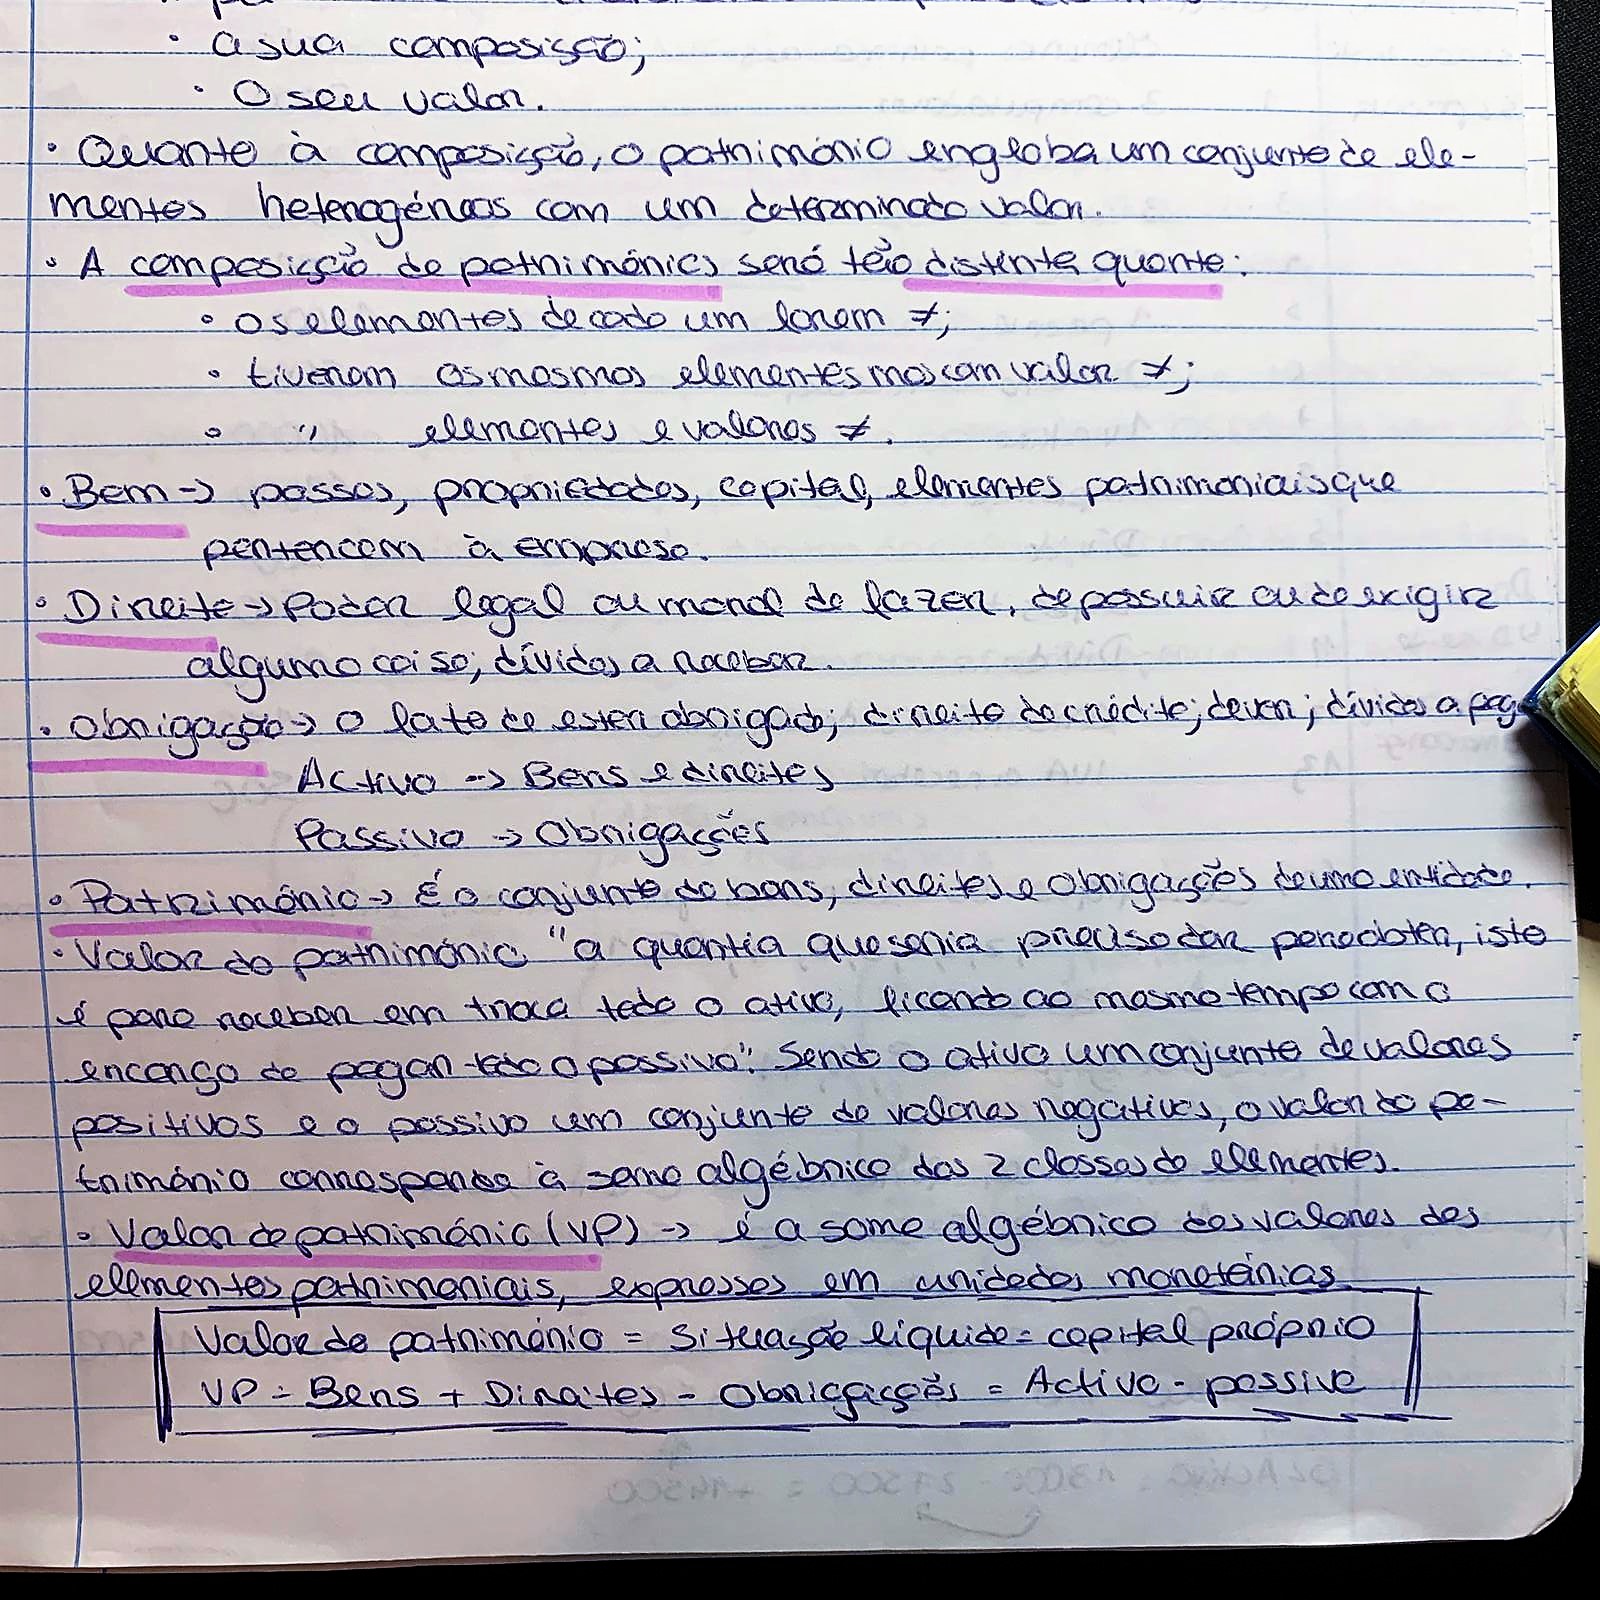 • a sua composição;
• O seu valor.
• Quanto à composição, o património engloba um conjunto de ele-
mentos heterogéneos com um determinado valor.
• A composição do património será tão distinta quanto:
• os elementos de cada um forem ≠;
• tiverem os mesmos elementos mas com valor ≠;
• " elementos e valores ≠.
• Bem → posses, propriedades, capital, elementos patrimoniais que
pertencem à empresa.
• Direito → Poder legal ou moral de fazer, de possuir ou de exigir
alguma coisa; dívidas a receber.
• Obrigação → o fato de estar obrigado; direito de crédito; dever; dívidas a pag
Activo → Bens e direitos
Passivo → Obrigações
• Património → É o conjunto de bens, direitos e obrigações de uma entidade.
• Valor do património "a quantia que seria preciso dar para obter, isto
é para receber em troca todo o ativo, ficando ao mesmo tempo com o
encargo de pagar todo o passivo". Sendo o ativo um conjunto de valores
positivos e o passivo um conjunto de valores negativos, o valor do pa-
trimónio corresponde à soma algébrica das 2 classes de elementos.
• Valor do património (VP) → é a soma algébrica dos valores dos
elementos patrimoniais, expressos em unidades monetárias.
Valor do património = Situação líquida = capital próprio
VP = Bens + Direitos - Obrigações = Activo - passivo